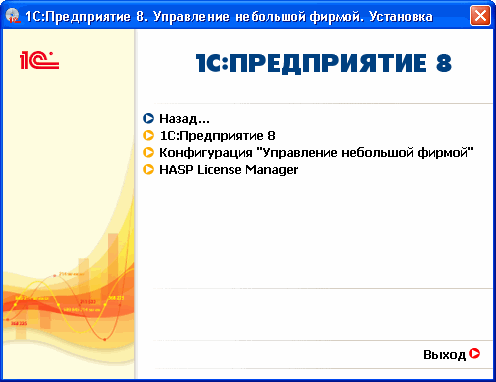 1С:Предприятие 8. Управление небольшой фирмой. Установка
1С
1С:ПРЕДПРИЯТИЕ 8
Назад...
1С:Предприятие 8
Конфигурация "Управление небольшой фирмой"
HASP License Manager
Выход